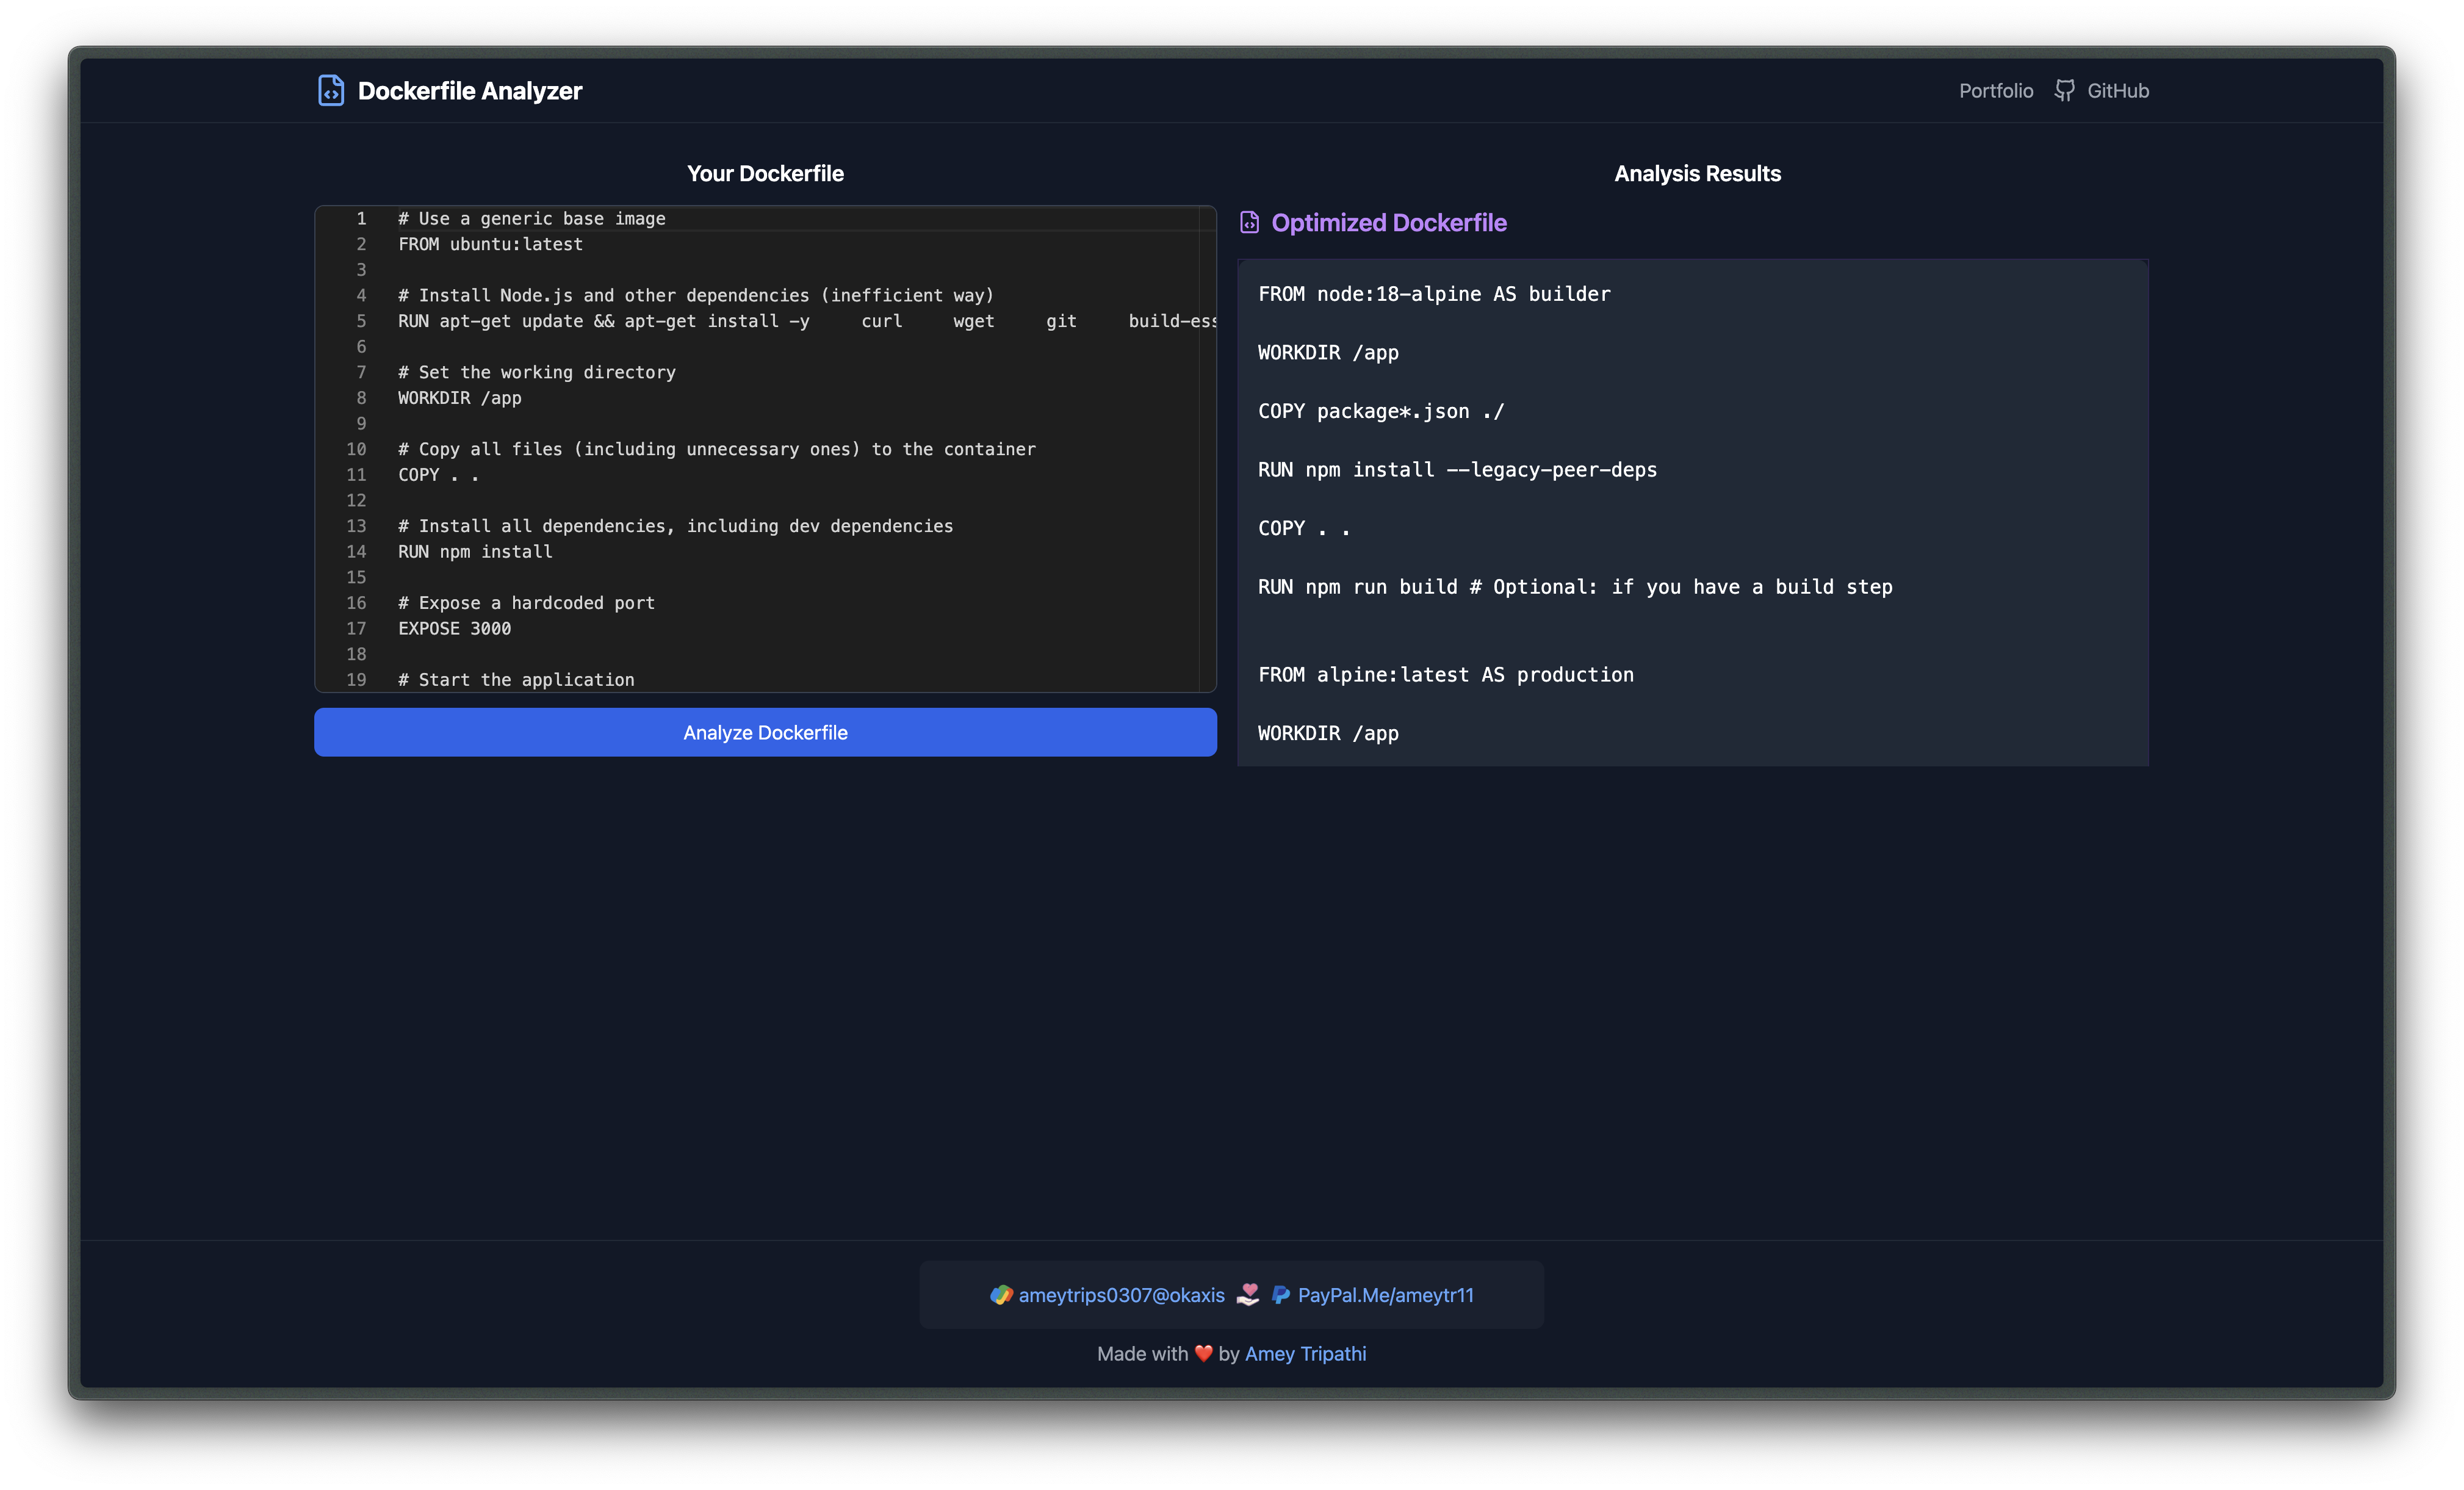 Dockerfile Analyzer
Portfolio GitHub
Your Dockerfile
1 # Use a generic base image
2 FROM ubuntu:latest
3
4 # Install Node.js and other dependencies (inefficient way)
5 RUN apt-get update && apt-get install -y     curl     wget     git     build-ess
6
7 # Set the working directory
8 WORKDIR /app
9
10 # Copy all files (including unnecessary ones) to the container
11 COPY . .
12
13 # Install all dependencies, including dev dependencies
14 RUN npm install
15
16 # Expose a hardcoded port
17 EXPOSE 3000
18
19 # Start the application
Analyze Dockerfile
Analysis Results
Optimized Dockerfile
FROM node:18-alpine AS builder
WORKDIR /app
COPY package*.json ./
RUN npm install --legacy-peer-deps
COPY . .
RUN npm run build # Optional: if you have a build step
FROM alpine:latest AS production
WORKDIR /app
ameytrips0307@okaxis PayPal.Me/ameytr11
Made with ❤️ by Amey Tripathi